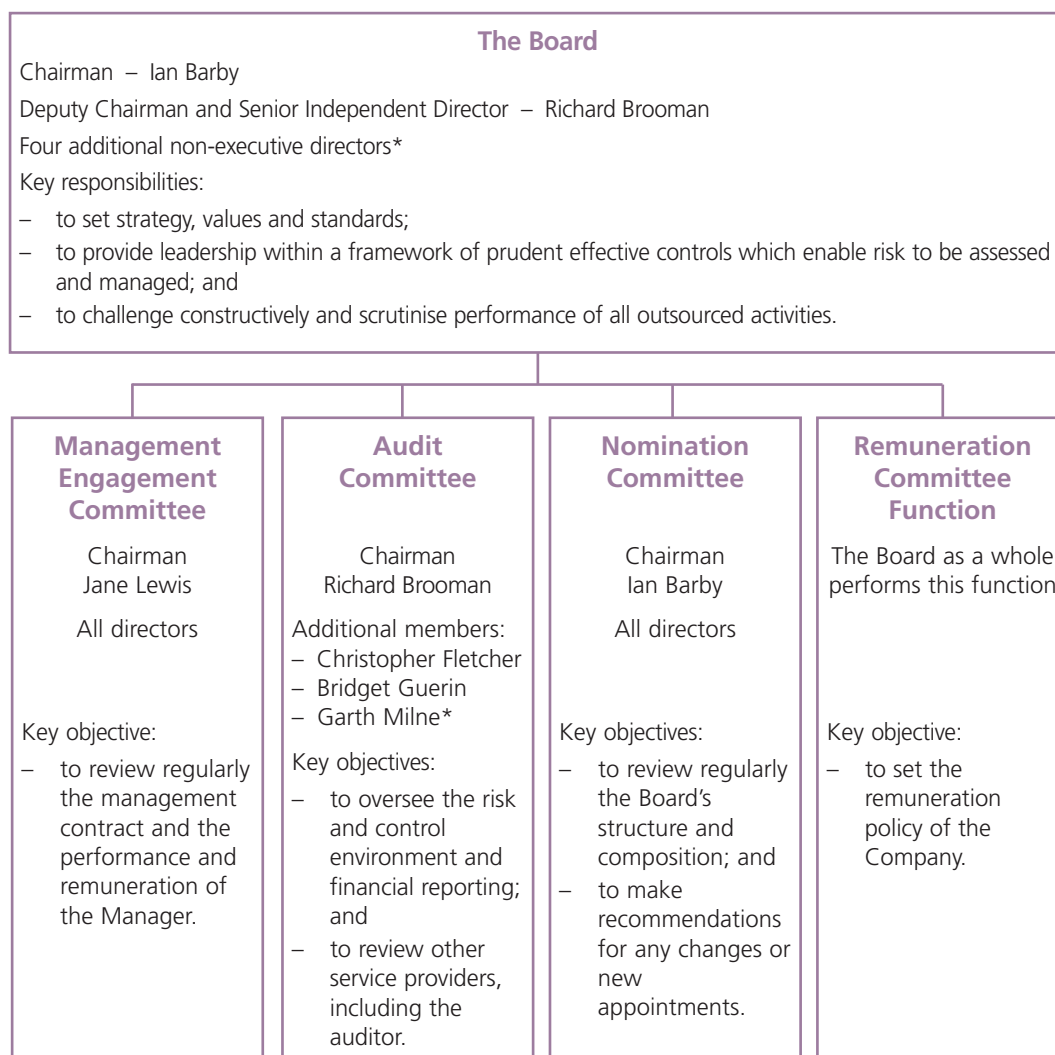 The Board
Chairman – Ian Barby
Deputy Chairman and Senior Independent Director – Richard Brooman
Four additional non-executive directors*
Key responsibilities:
– to set strategy, values and standards;
– to provide leadership within a framework of prudent effective controls which enable risk to be assessed
and managed; and
– to challenge constructively and scrutinise performance of all outsourced activities.
Management
Engagement
Committee
Chairman
Jane Lewis
All directors
Key objective:
– to review regularly
the management
contract and the
performance and
remuneration of
the Manager.
Audit
Committee
Chairman
Richard Brooman
Additional members:
– Christopher Fletcher
– Bridget Guerin
– Garth Milne*
Key objectives:
– to oversee the risk
and control
environment and
financial reporting;
and
– to review other
service providers,
including the
auditor.
Nomination
Committee
Chairman
Ian Barby
All directors
Key objectives:
– to review regularly
the Board's
structure and
composition; and
– to make
recommendations
for any changes or
new
appointments.
Remuneration
Committee
Function
The Board as a whole
performs this function
Key objective:
– to set the
remuneration
policy of the
Company.